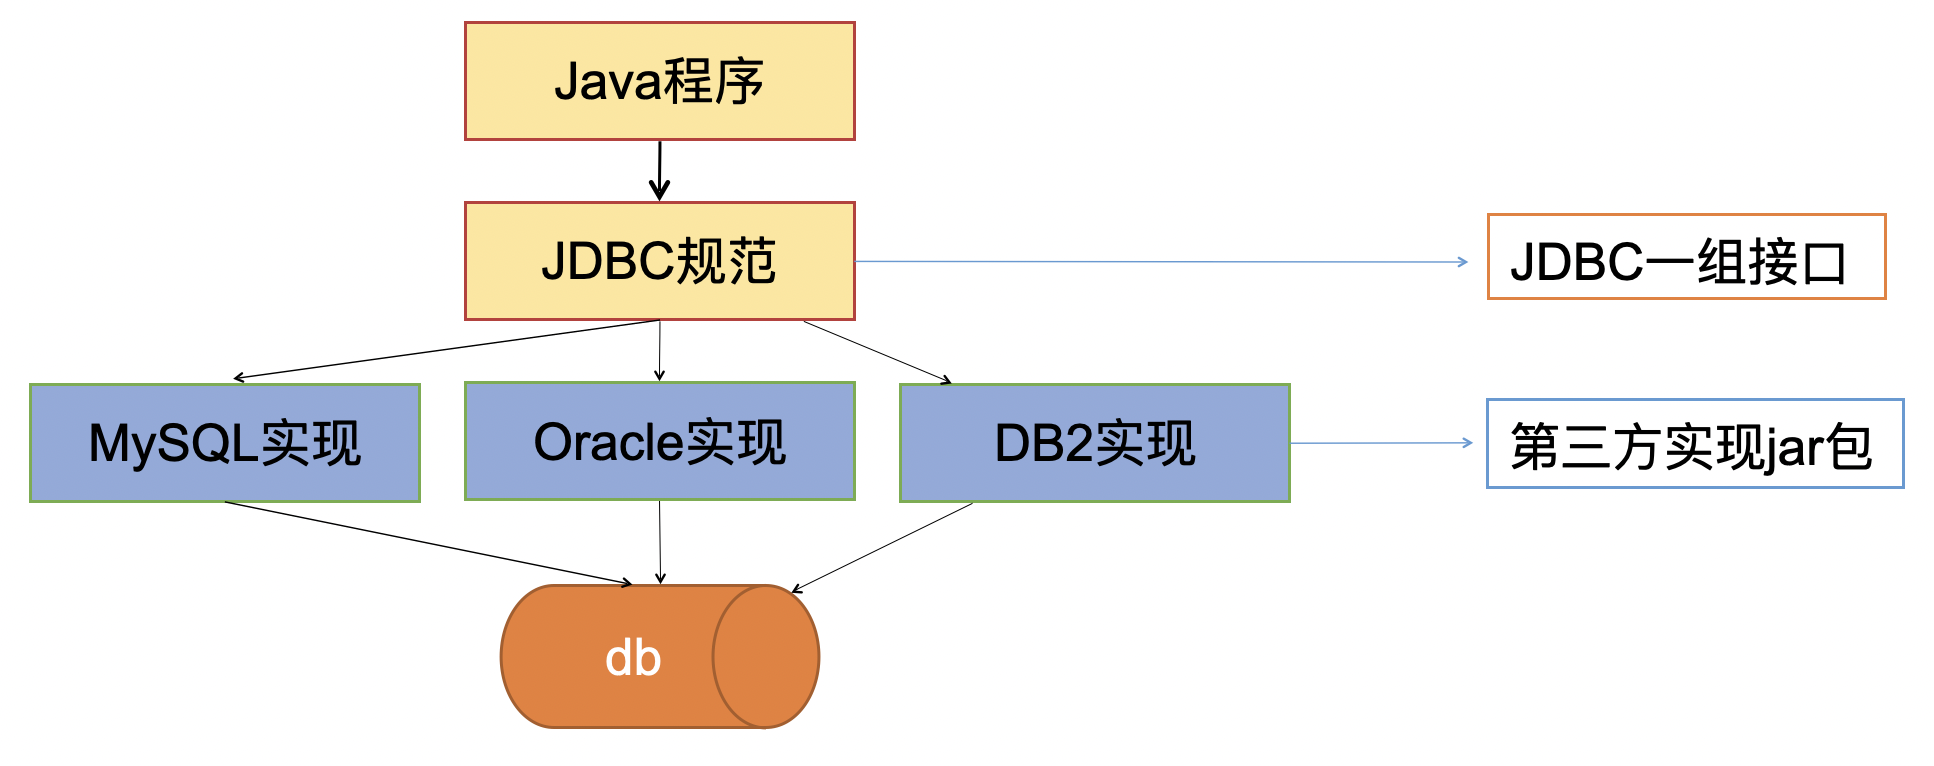 Java程序
JDBC规范
JDBC一组接口
MySQL实现
Oracle实现
DB2实现
第三方实现jar包
db